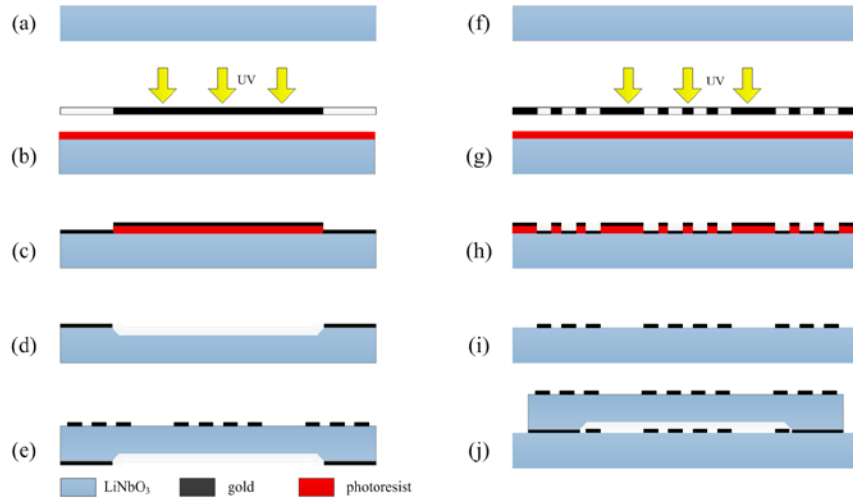 (a)
(f)
UV
UV
(b)
(g)
(c)
(h)
(d)
(i)
(e)
(j)
LiNbO₃
gold
photoresist